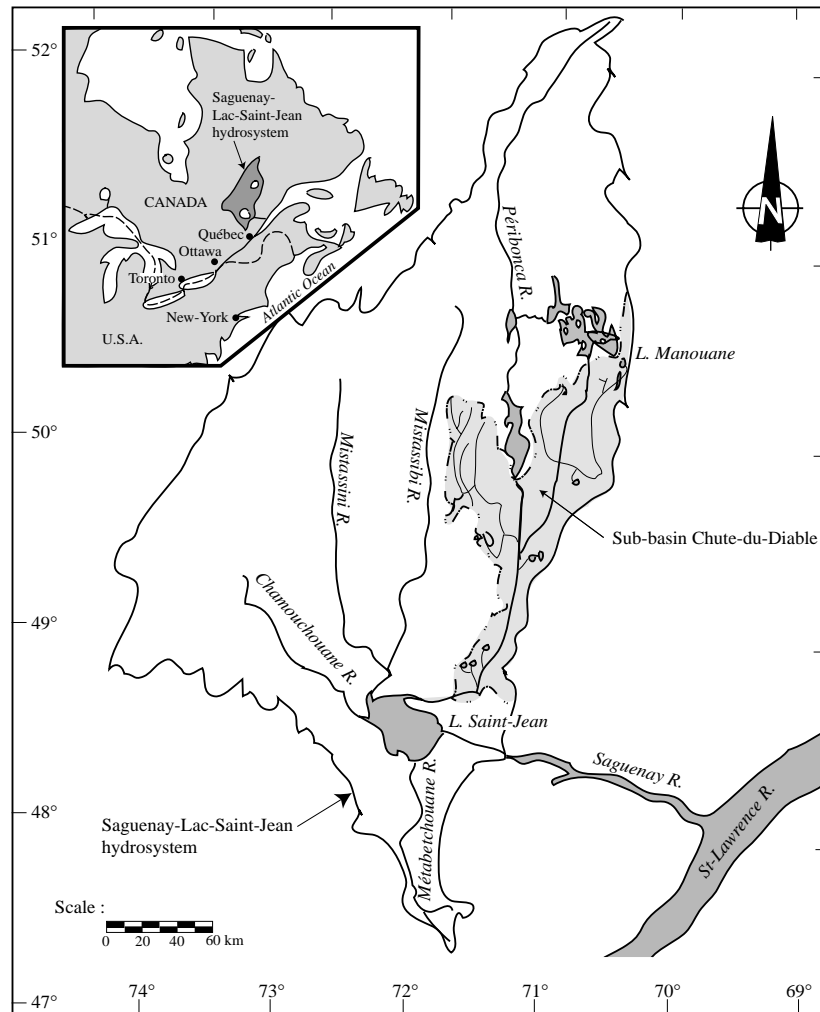 52°
51°
50°
49°
48°
47°
74°
73°
72°
71°
70°
69°
Saguenay-
Lac-Saint-Jean
hydrosystem
CANADA
Québec
Ottawa
Toronto
New-York
U.S.A.
Atlantic Ocean
N
Péribonca R.
L. Manouane
Mistassini R.
Mistassibi R.
Sub-basin Chute-du-Diable
Chamouchouane R.
L. Saint-Jean
Saguenay R.
St-Lawrence R.
Métabetchouane R.
Saguenay-Lac-Saint-Jean
hydrosystem
Scale :
0 20 40 60 km